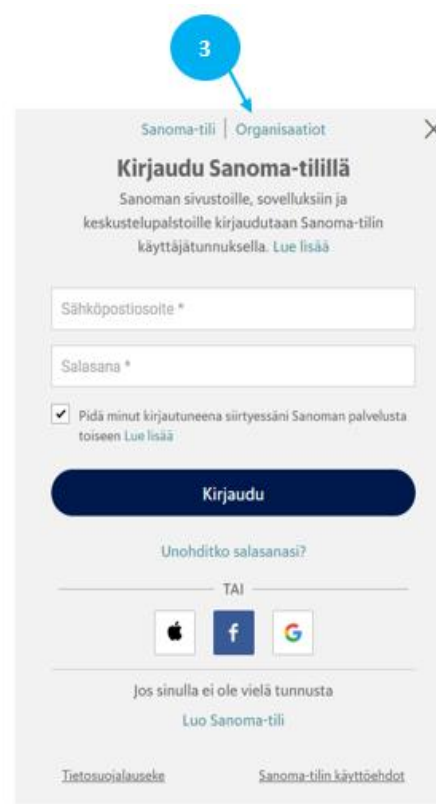 3
Sanoma-tili | Organisaatiot
Kirjaudu Sanoma-tilillä
Sanoman sivustoille, sovelluksiin ja
keskustelupalstoille kirjaudutaan Sanoma-tilin
käyttäjätunnuksella. Lue lisää
Sähköpostiosoite *
Salasana *
Pidä minut kirjautuneena siirtyessäni Sanoman palvelusta
toiseen Lue lisää
Kirjaudu
Unohditko salasanasi?
TAI
Jos sinulla ei ole vielä tunnusta
Luo Sanoma-tili
Tietosuojalauseke Sanoma-tilin käyttöehdot